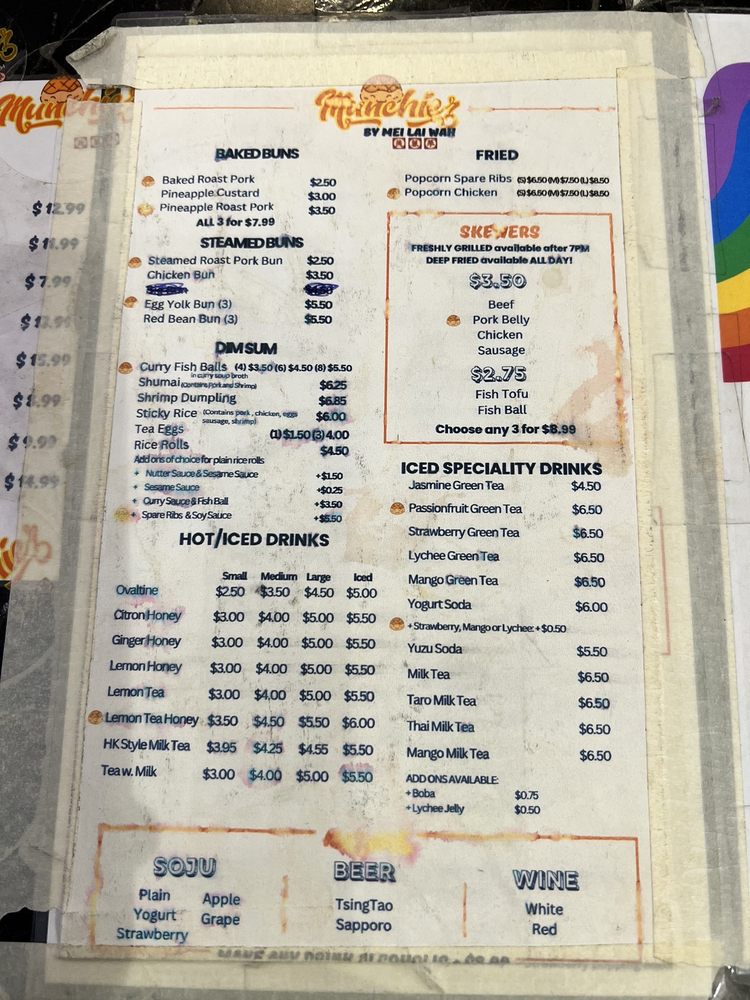 Munchiez
BY MEI LAI WAH
BAKED BUNS
Baked Roast Pork $2.50
Pineapple Custard $3.00
Pineapple Roast Pork $3.50
ALL 3 for $7.99
STEAMED BUNS
Steamed Roast Pork Bun $2.50
Chicken Bun $3.50
Egg Yolk Bun (3) $5.50
Red Bean Bun (3) $5.50
DIM SUM
Curry Fish Balls (4) $3.50 (6) $4.50 (8) $5.50
in curry soup broth
Shumai (Contains Pork and Shrimp) $6.25
Shrimp Dumpling $6.85
Sticky Rice (Contains pork, chicken, eggs $6.00
sausage, shrimp)
Tea Eggs (1) $1.50 (3) 4.00
Rice Rolls $4.50
Add ons of choice for plain rice rolls
+ Nutter Sauce & Sesame Sauce +$1.50
+ Sesame Sauce +$0.25
+ Curry Sauce & Fish Ball +$3.50
+ Spare Ribs & Soy Sauce +$5.50
HOT/ICED DRINKS
Small Medium Large Iced
Ovaltine $2.50 $3.50 $4.50 $5.00
Citron Honey $3.00 $4.00 $5.00 $5.50
Ginger Honey $3.00 $4.00 $5.00 $5.50
Lemon Honey $3.00 $4.00 $5.00 $5.50
Lemon Tea $3.00 $4.00 $5.00 $5.50
Lemon Tea Honey $3.50 $4.50 $5.50 $6.00
HK Style Milk Tea $3.95 $4.25 $4.55 $5.50
Tea w. Milk $3.00 $4.00 $5.00 $5.50
FRIED
Popcorn Spare Ribs (S) $6.50 (M) $7.50 (L) $8.50
Popcorn Chicken (S) $6.50 (M) $7.50 (L) $8.50
SKEWERS
FRESHLY GRILLED available after 7PM
DEEP FRIED available ALL DAY!
$3.50
Beef
Pork Belly
Chicken
Sausage
$2.75
Fish Tofu
Fish Ball
Choose any 3 for $8.99
ICED SPECIALITY DRINKS
Jasmine Green Tea $4.50
Passionfruit Green Tea $6.50
Strawberry Green Tea $6.50
Lychee Green Tea $6.50
Mango Green Tea $6.50
Yogurt Soda $6.00
+ Strawberry, Mango or Lychee: + $0.50
Yuzu Soda $5.50
Milk Tea $6.50
Taro Milk Tea $6.50
Thai Milk Tea $6.50
Mango Milk Tea $6.50
ADD ONS AVAILABLE:
+ Boba $0.75
+ Lychee Jelly $0.50
SOJU
Plain Apple
Yogurt Grape
Strawberry
BEER
TsingTao
Sapporo
WINE
White
Red
$12.99
$11.99
$7.99
$15.99
$9.99
$14.99